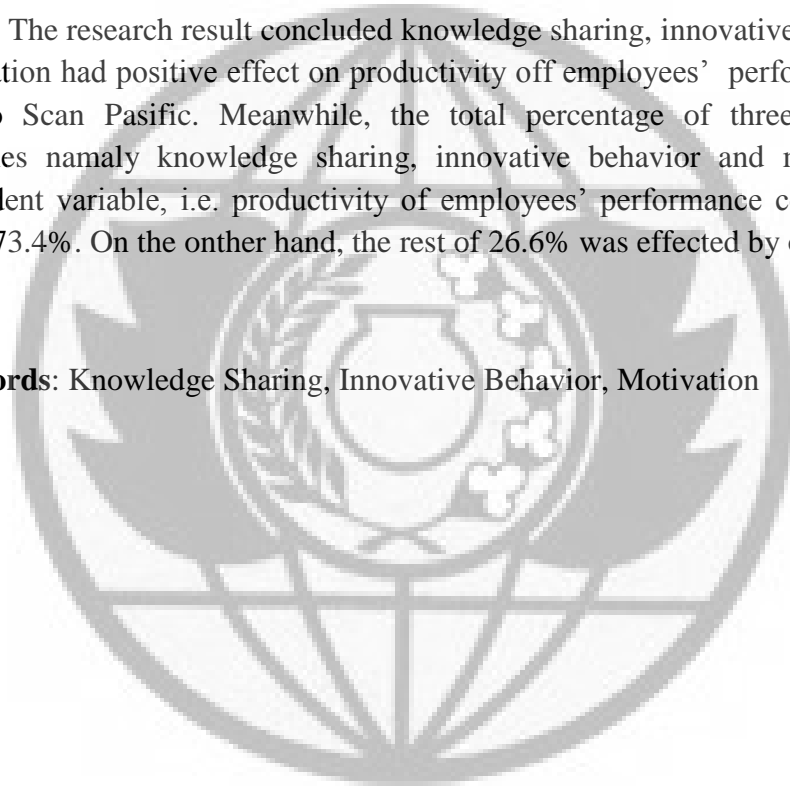 The research result concluded knowledge sharing, innovative
ation had positive effect on productivity off employees’ perfo
Scan Pasific. Meanwhile, the total percentage of three
es namaly knowledge sharing, innovative behavior and
dent variable, i.e. productivity of employees’ performance
73.4%. On the onther hand, the rest of 26.6% was effected by
ords: Knowledge Sharing, Innovative Behavior, Motivation